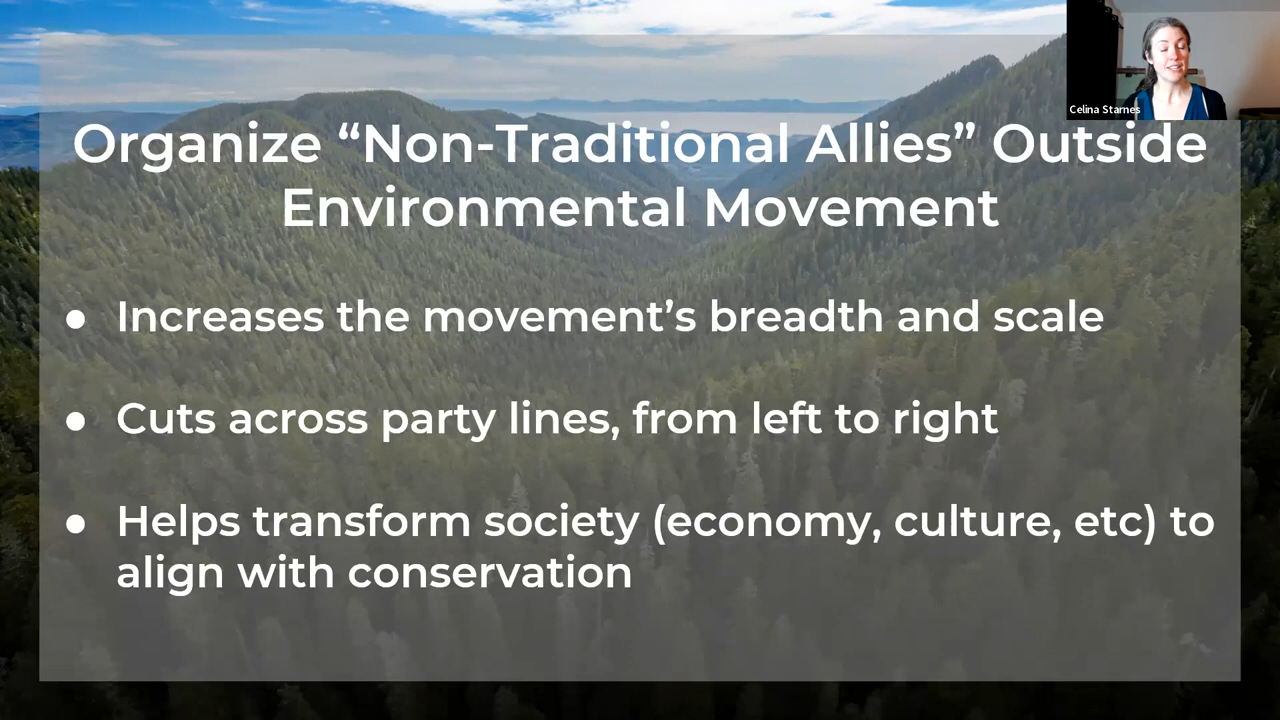 Celina Starnes
Organize “Non-Traditional Allies” Outside
Environmental Movement
● Increases the movement’s breadth and scale
● Cuts across party lines, from left to right
● Helps transform society (economy, culture, etc) to
align with conservation